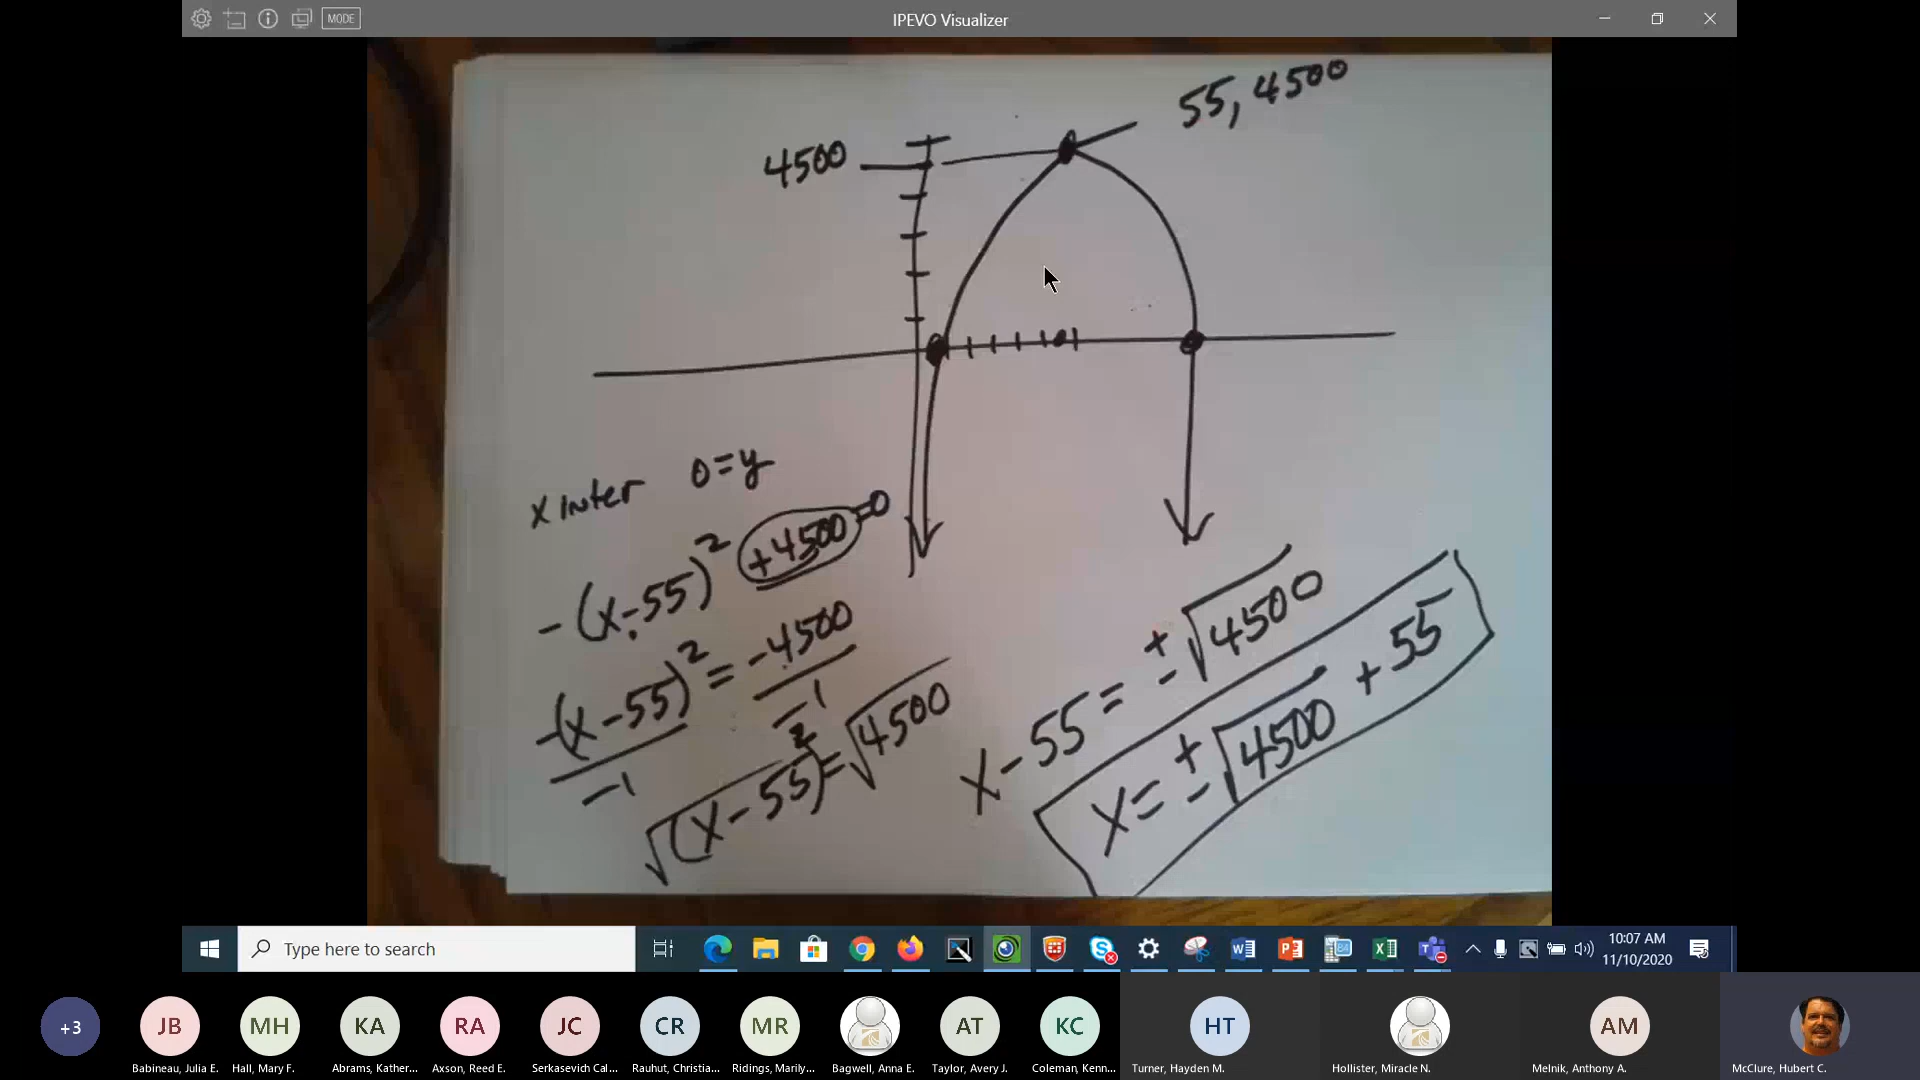 MODE
IPEVO Visualizer
55, 4500
4500
x inter 0=y
-(x-55)² +4500=0
-(x-55)² = -4500
-1 -1
√(x-55)² = √4500
x-55= ±√4500
x= ±√4500 +55
Type here to search
10:07 AM
11/10/2020
+3
JB
MH
KA
RA
JC
CR
MR
AT
KC
HT
AM
Babineau, Julia E.
Hall, Mary F.
Abrams, Kather...
Axson, Reed E.
Serkasevich Cal...
Rauhut, Christia...
Ridings, Marily...
Bagwell, Anna E.
Taylor, Avery J.
Coleman, Kenn...
Turner, Hayden M.
Hollister, Miracle N.
Melnik, Anthony A.
McClure, Hubert C.